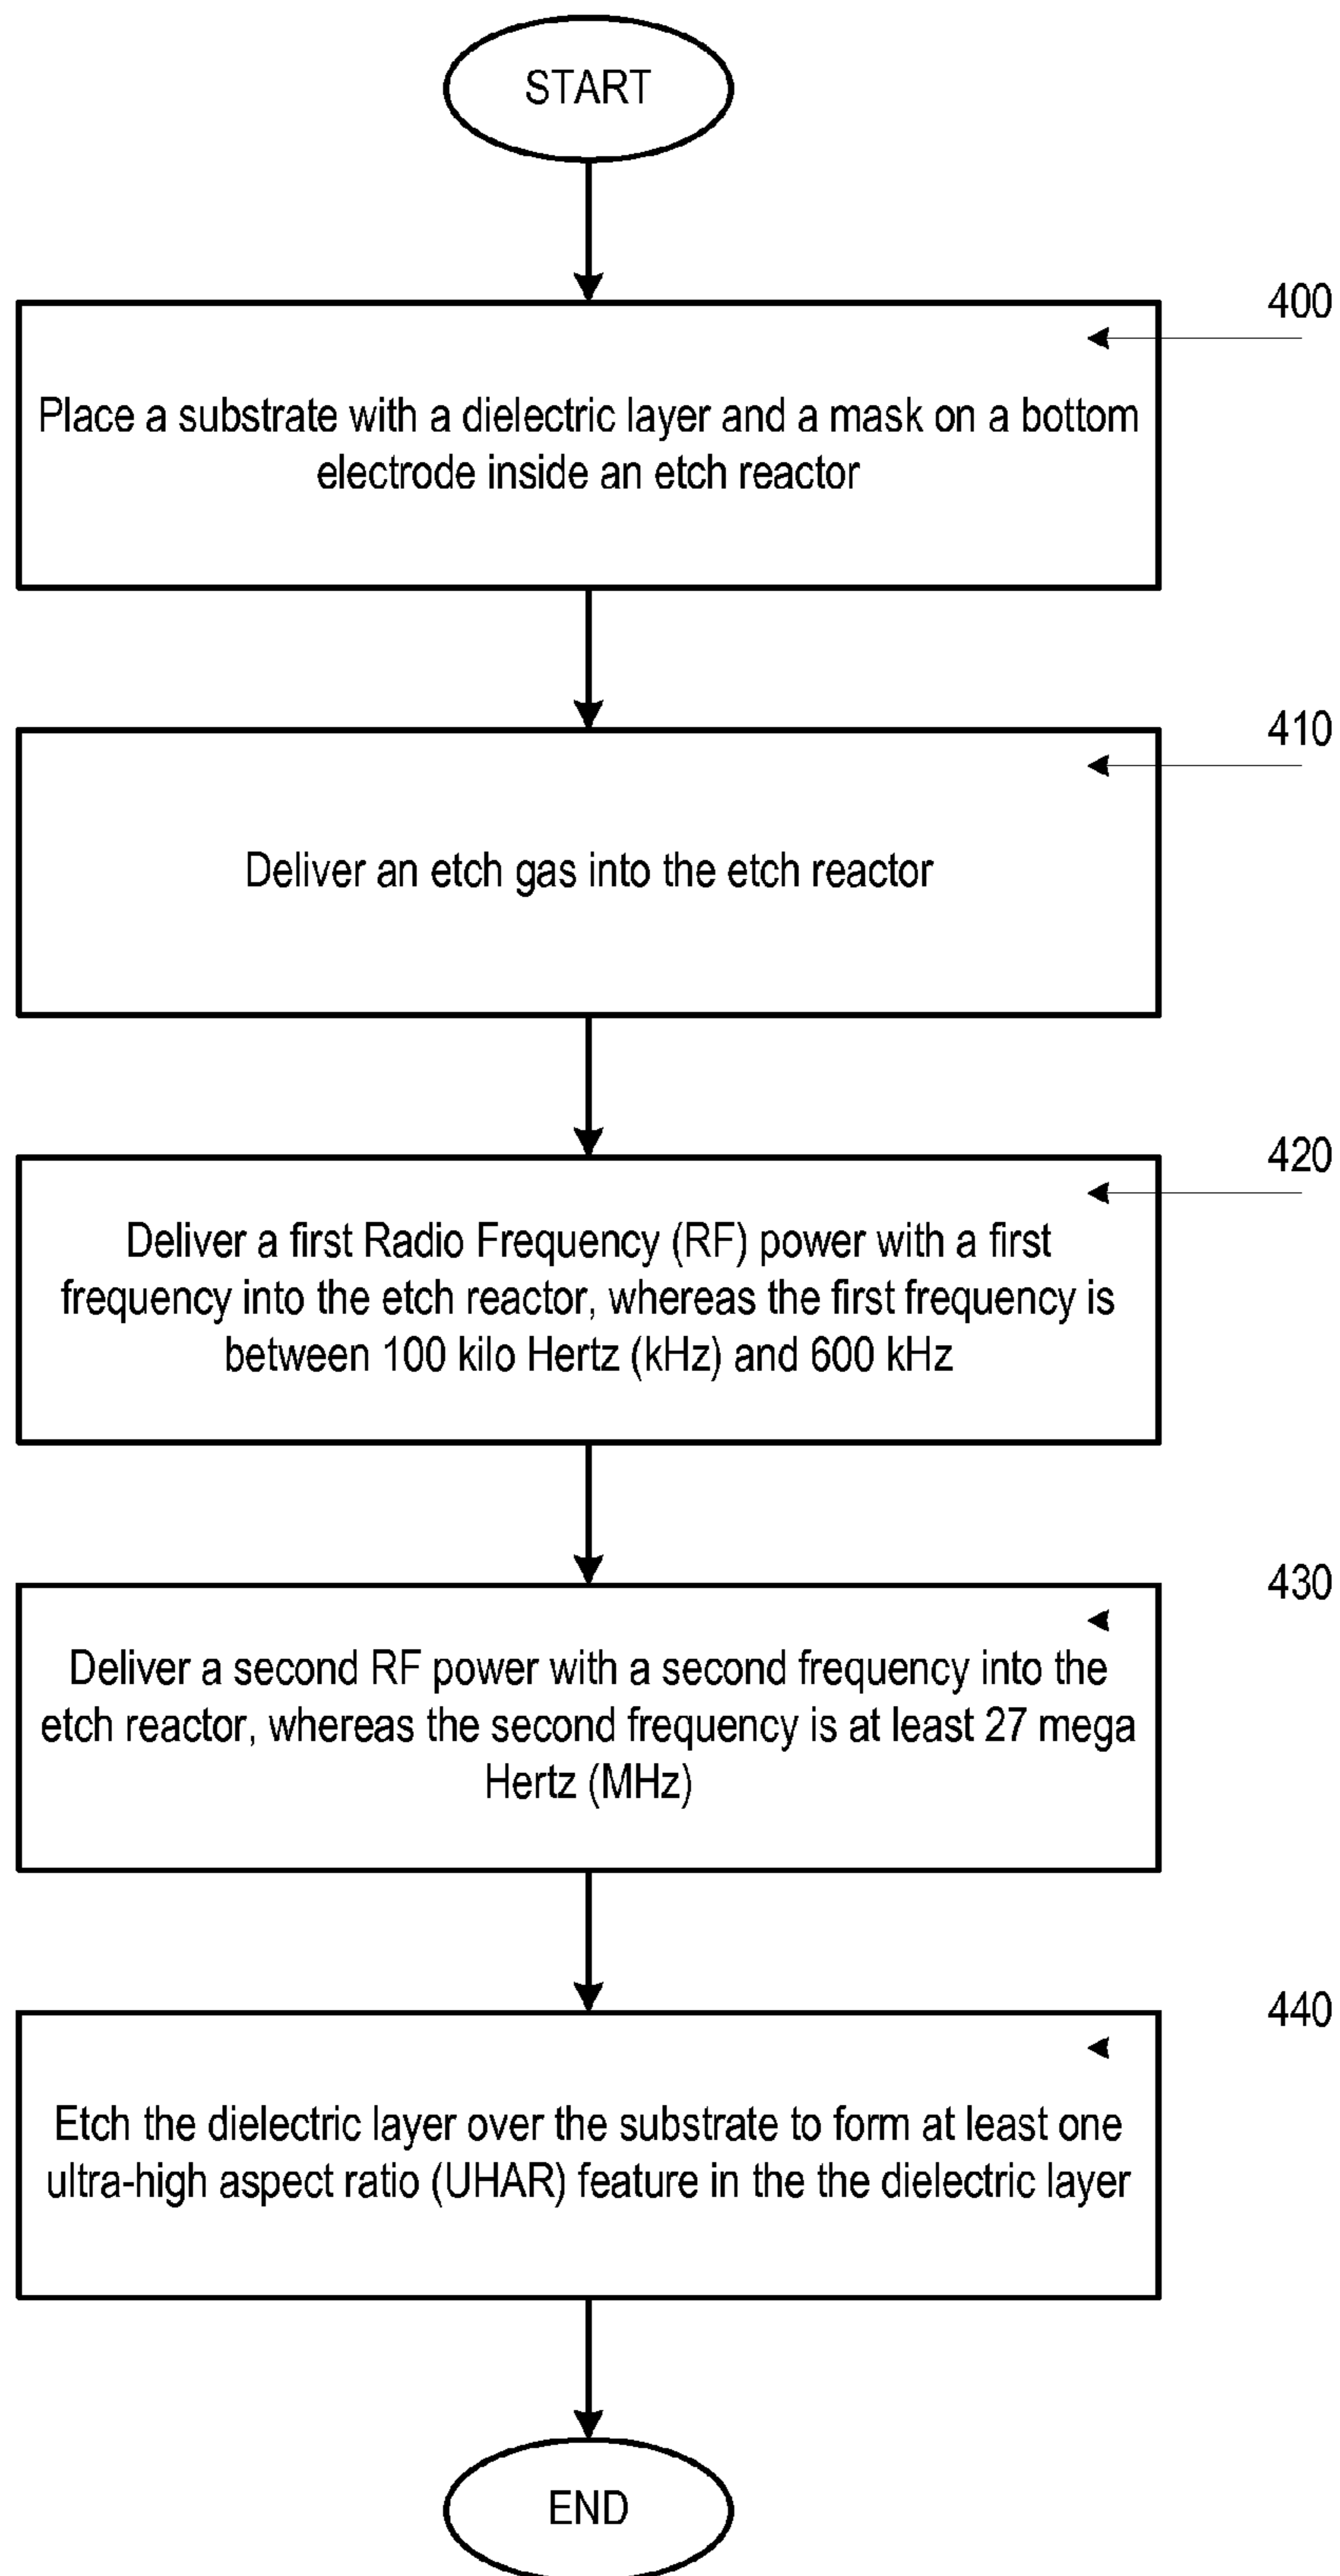 START
400
Place a substrate with a dielectric layer and a mask on a bottom
electrode inside an etch reactor
410
Deliver an etch gas into the etch reactor
420
Deliver a first Radio Frequency (RF) power with a first
frequency into the etch reactor, whereas the first frequency is
between 100 kilo Hertz (kHz) and 600 kHz
430
Deliver a second RF power with a second frequency into the
etch reactor, whereas the second frequency is at least 27 mega
Hertz (MHz)
440
Etch the dielectric layer over the substrate to form at least one
ultra-high aspect ratio (UHAR) feature in the the dielectric layer
END